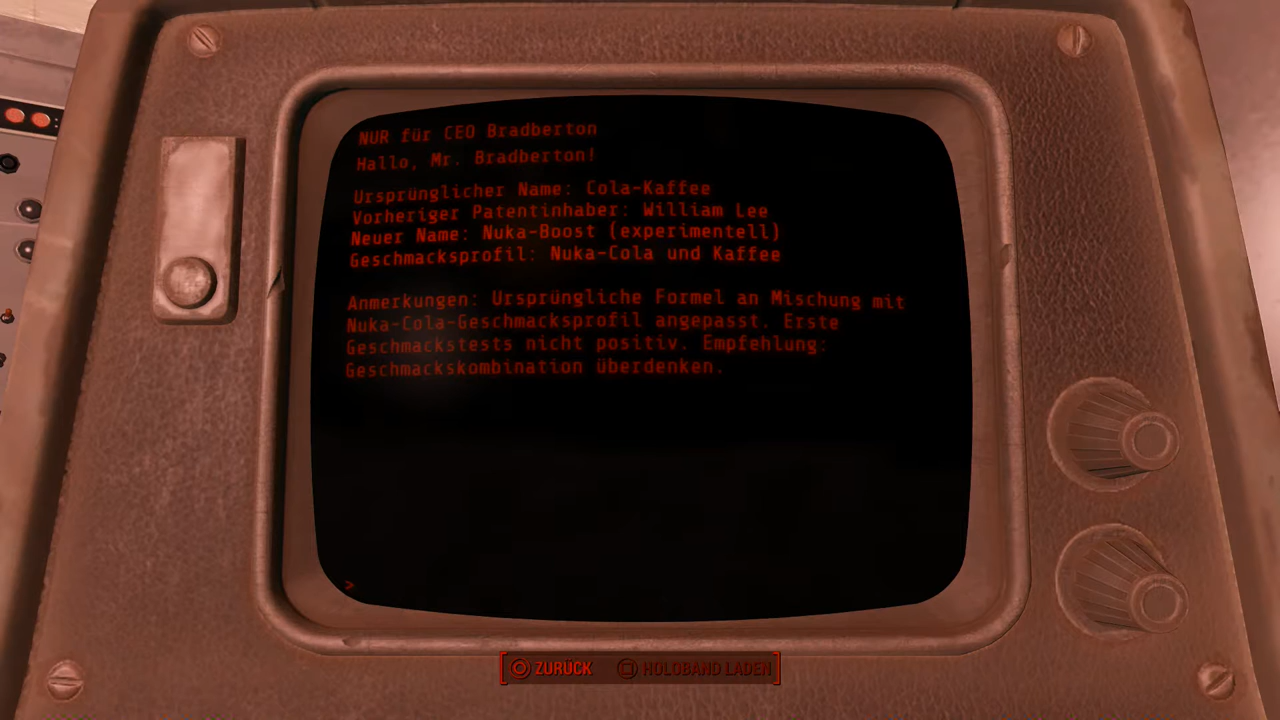 NUR für CEO Bradberton
Hallo, Mr. Bradberton!
Ursprünglicher Name: Cola-Kaffee
Vorheriger Patentinhaber: William Lee
Neuer Name: Nuka-Boost (experimentell)
Geschmacksprofil: Nuka-Cola und Kaffee
Anmerkungen: Ursprüngliche Formel an Mischung mit
Nuka-Cola-Geschmacksprofil angepasst. Erste
Geschmackstests nicht positiv. Empfehlung:
Geschmackskombination überdenken.
>
ZURÜCK HOLOBAND LADEN